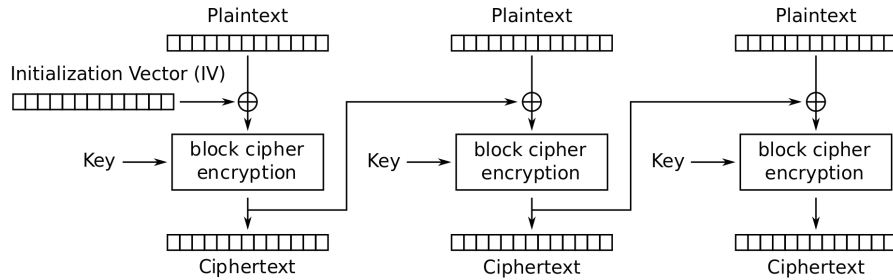 Plaintext
Plaintext
Plaintext
Initialization Vector (IV)
Key
block cipher
encryption
Key
block cipher
encryption
Key
block cipher
encryption
Ciphertext
Ciphertext
Ciphertext